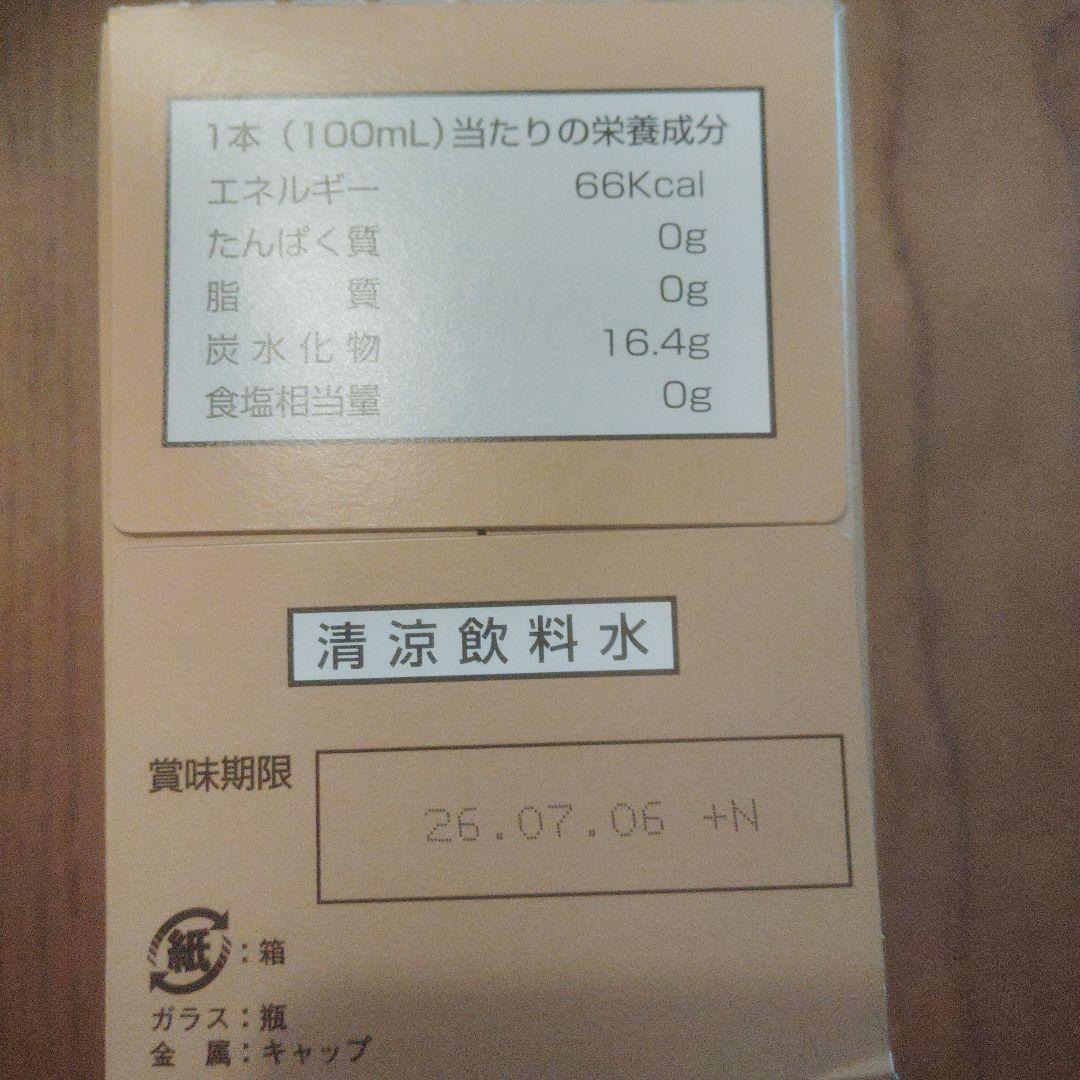 1本（100mL）当たりの栄養成分
エネルギー 66Kcal
たんぱく質 0g
脂質 0g
炭水化物 16.4g
食塩相当量 0g
清涼飲料水
賞味期限 26.07.06 +N
紙：箱
ガラス：瓶
金属：キャップ